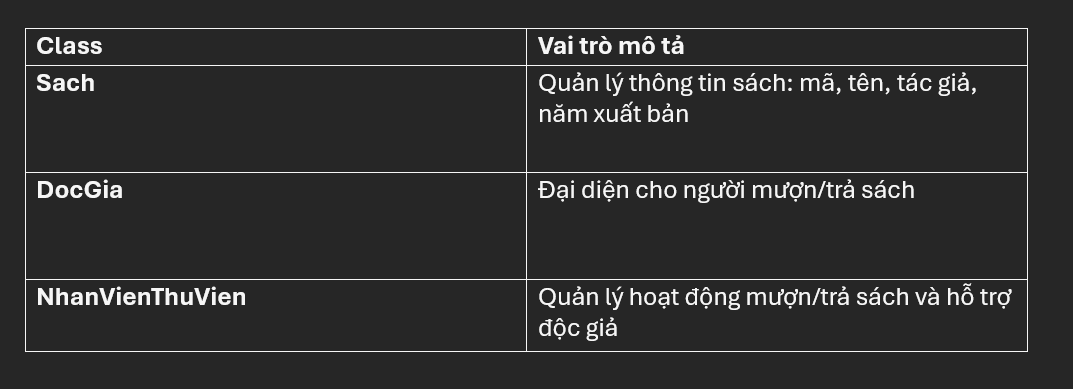 Class
Vai trò mô tả
Sach
Quản lý thông tin sách: mã, tên, tác giả,
năm xuất bản
DocGia
Đại diện cho người mượn/trả sách
NhanVienThuVien
Quản lý hoạt động mượn/trả sách và hỗ trợ
độc giả